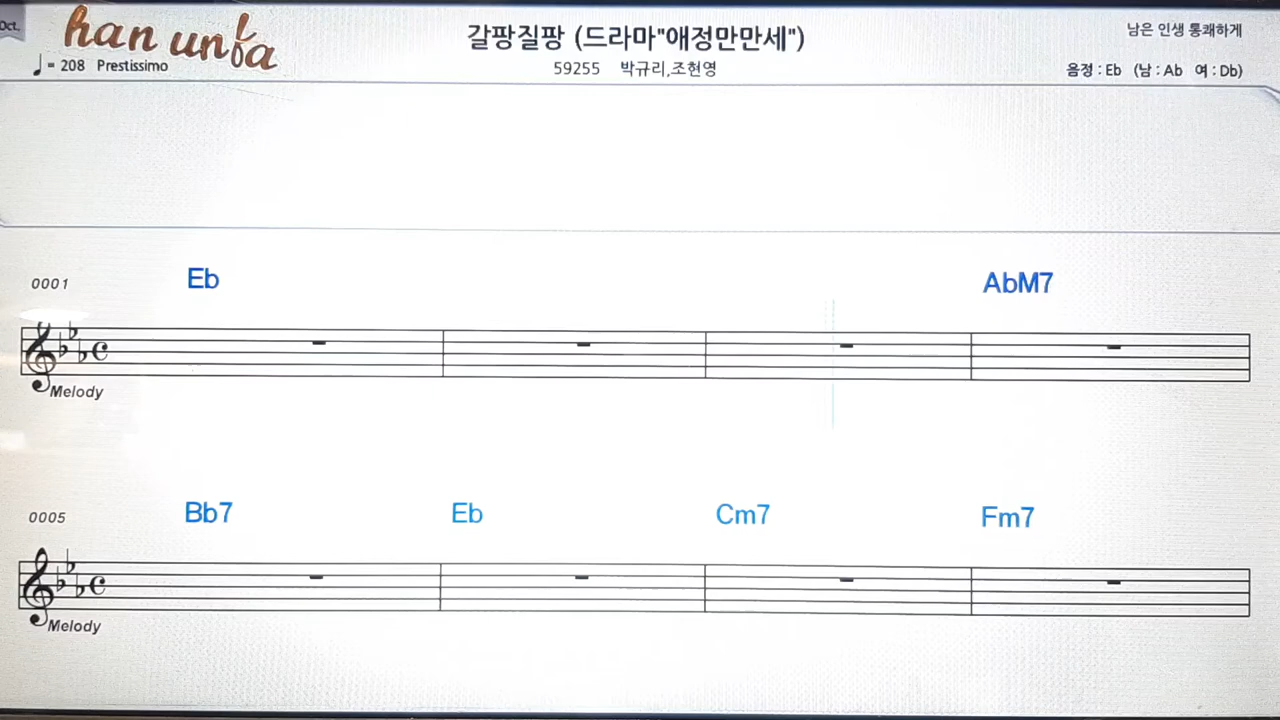 Oct.
han unfa
갈팡질팡 (드라마"애정만만세")
남은 인생 통쾌하게
♩ = 208 Prestissimo
59255 박규리,조현영
음정 : Eb (남 : Ab 여 : Db)
0001 Eb AbM7
Melody
0005 Bb7 Eb Cm7 Fm7
Melody